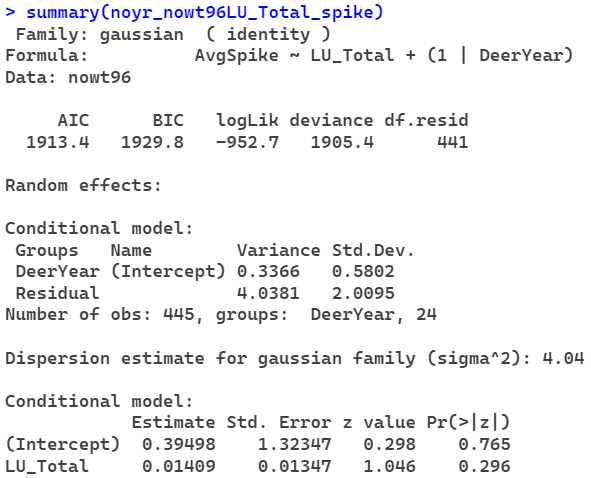 > summary(noyr_nowt96LU_Total_spike)
 Family: gaussian  ( identity )
Formula:          AvgSpike ~ LU_Total + (1 | DeerYear)
Data: nowt96

     AIC      BIC   logLik deviance df.resid
  1913.4   1929.8   -952.7   1905.4      441

Random effects:

Conditional model:
 Groups   Name        Variance Std.Dev.
 DeerYear (Intercept) 0.3366   0.5802
 Residual             4.0381   2.0095
Number of obs: 445, groups:  DeerYear, 24

Dispersion estimate for gaussian family (sigma^2): 4.04

Conditional model:
            Estimate Std. Error z value Pr(>|z|)
(Intercept)  0.39498    1.32347   0.298    0.765
LU_Total     0.01409    0.01347   1.046    0.296